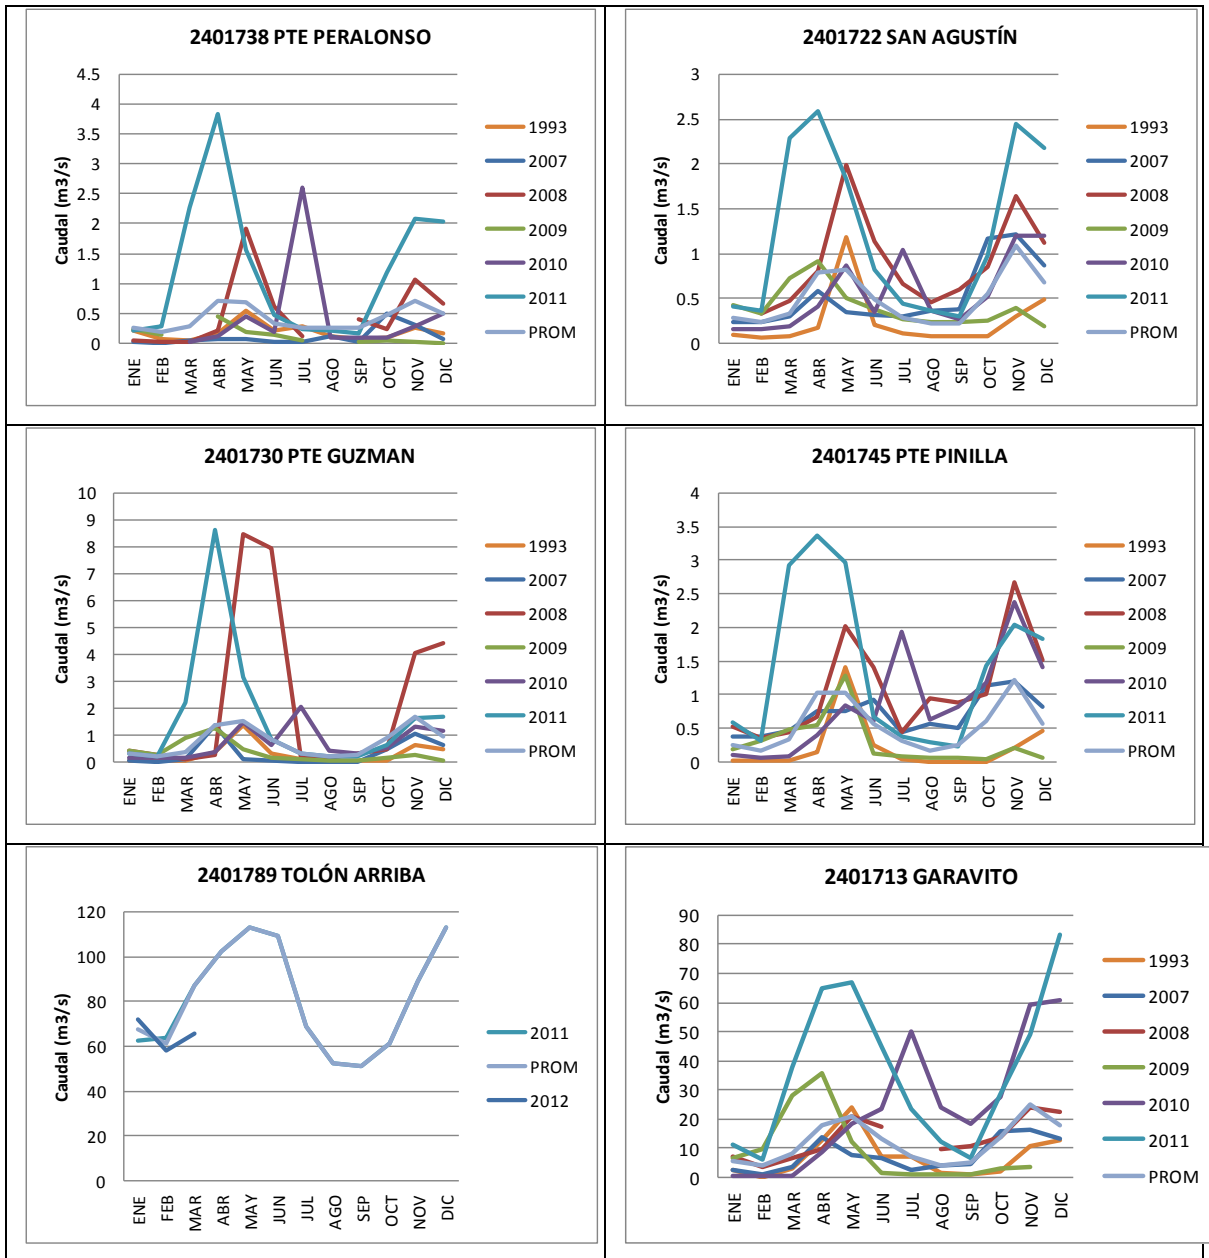 2401738 PTE PERALONSO
4.5
4
3.5
3
2.5
2
1.5
1
0.5
0
Caudal (m3/s)
ENE
FEB
MAR
ABR
MAY
JUN
JUL
AGO
SEP
OCT
NOV
DIC
1993
2007
2008
2009
2010
2011
PROM
2401722 SAN AGUSTÍN
3
2.5
2
1.5
1
0.5
0
Caudal (m3/s)
ENE
FEB
MAR
ABR
MAY
JUN
JUL
AGO
SEP
OCT
NOV
DIC
1993
2007
2008
2009
2010
2011
PROM
2401730 PTE GUZMAN
10
9
8
7
6
5
4
3
2
1
0
Caudal (m3/s)
ENE
FEB
MAR
ABR
MAY
JUN
JUL
AGO
SEP
OCT
NOV
DIC
1993
2007
2008
2009
2010
2011
PROM
2401745 PTE PINILLA
4
3.5
3
2.5
2
1.5
1
0.5
0
Caudal (m3/s)
ENE
FEB
MAR
ABR
MAY
JUN
JUL
AGO
SEP
OCT
NOV
DIC
1993
2007
2008
2009
2010
2011
PROM
2401789 TOLÓN ARRIBA
120
100
80
60
40
20
0
Caudal (m3/s)
ENE
FEB
MAR
ABR
MAY
JUN
JUL
AGO
SEP
OCT
NOV
DIC
2011
PROM
2012
2401713 GARAVITO
90
80
70
60
50
40
30
20
10
0
Caudal (m3/s)
ENE
FEB
MAR
ABR
MAY
JUN
JUL
AGO
SEP
OCT
NOV
DIC
1993
2007
2008
2009
2010
2011
PROM